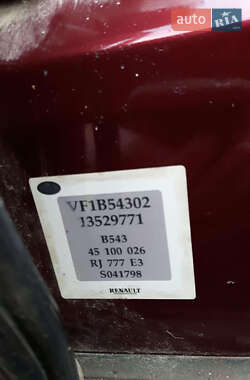 auto RIA
VF1B54302
13529771
B543
45 100 026
RJ 777 E3
S041798
RENAULT